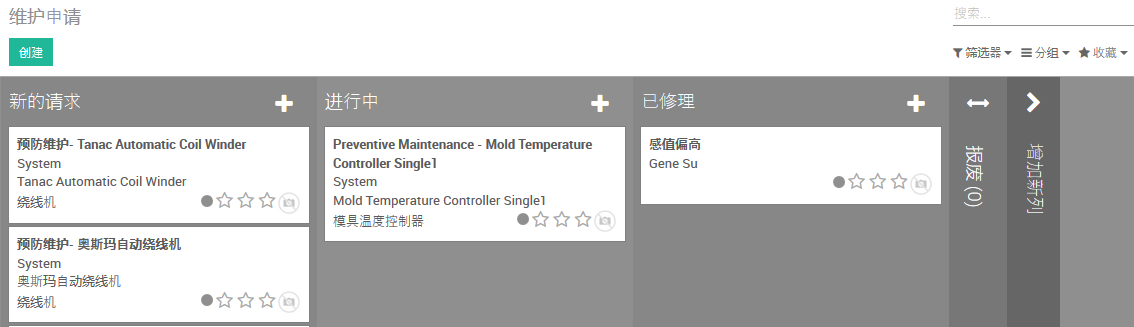 维护申请
搜索...
创建
筛选器
分组
收藏
新的请求
预防维护- Tanac Automatic Coil Winder
System
Tanac Automatic Coil Winder
绕线机
预防维护- 奥斯玛自动绕线机
System
奥斯玛自动绕线机
绕线机
进行中
Preventive Maintenance - Mold Temperature
Controller Single1
System
Mold Temperature Controller Single1
模具温度控制器
已修理
感值偏高
Gene Su
报废 (0)
增加新列